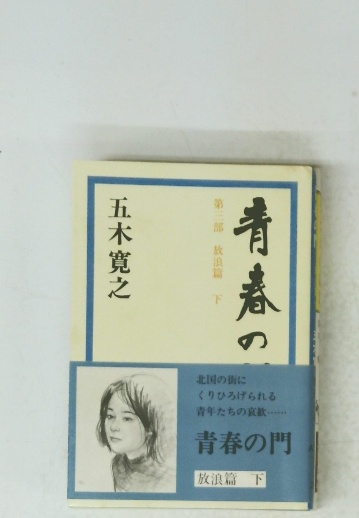 青春の
第三部 放浪篇 下
五木寛之
北国の街に
くりひろげられる
青年たちの哀歓……
青春の門
放浪篇 下